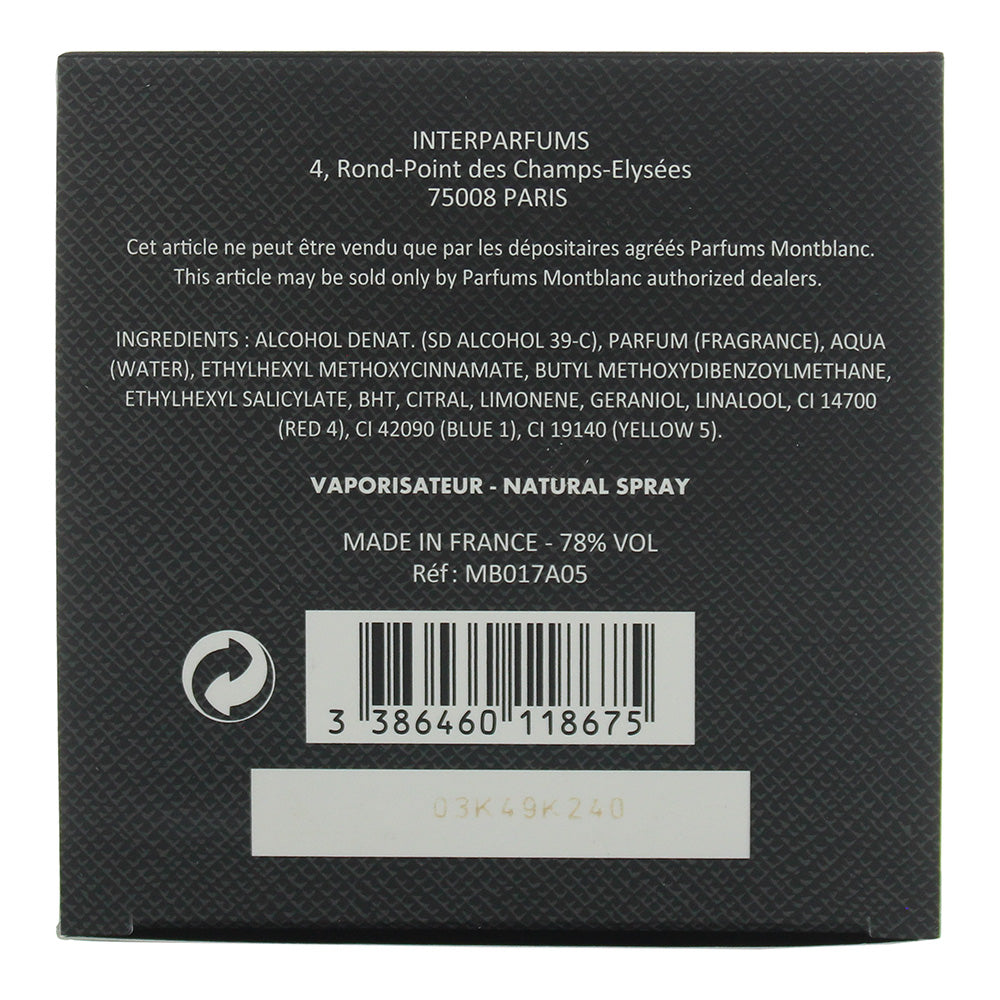 INTERPARFUMS
4, Rond-Point des Champs-Elysées
75008 PARIS
Cet article ne peut être vendu que par les dépositaires agréés Parfums Montblanc.
This article may be sold only by Parfums Montblanc authorized dealers.
INGREDIENTS : ALCOHOL DENAT. (SD ALCOHOL 39-C), PARFUM (FRAGRANCE), AQUA
(WATER), ETHYLHEXYL METHOXYCINNAMATE, BUTYL METHOXYDIBENZOYLMETHANE,
ETHYLHEXYL SALICYLATE, BHT, CITRAL, LIMONENE, GERANIOL, LINALOOL, CI 14700
(RED 4), CI 42090 (BLUE 1), CI 19140 (YELLOW 5).
VAPORISATEUR - NATURAL SPRAY
MADE IN FRANCE - 78% VOL
Réf : MB017A05
3 386460 118675
03K49K240